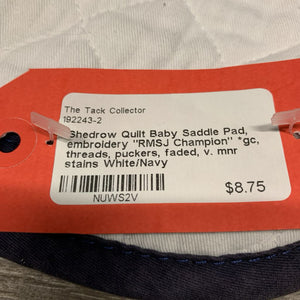 The Tack Collector
192243-2
Shedrow Quilt Baby Saddle Pad,
embroidery "RMSJ Champion" *gc,
threads, puckers, faded, v. mnr
stains White/Navy
$8.75
NUWS2V